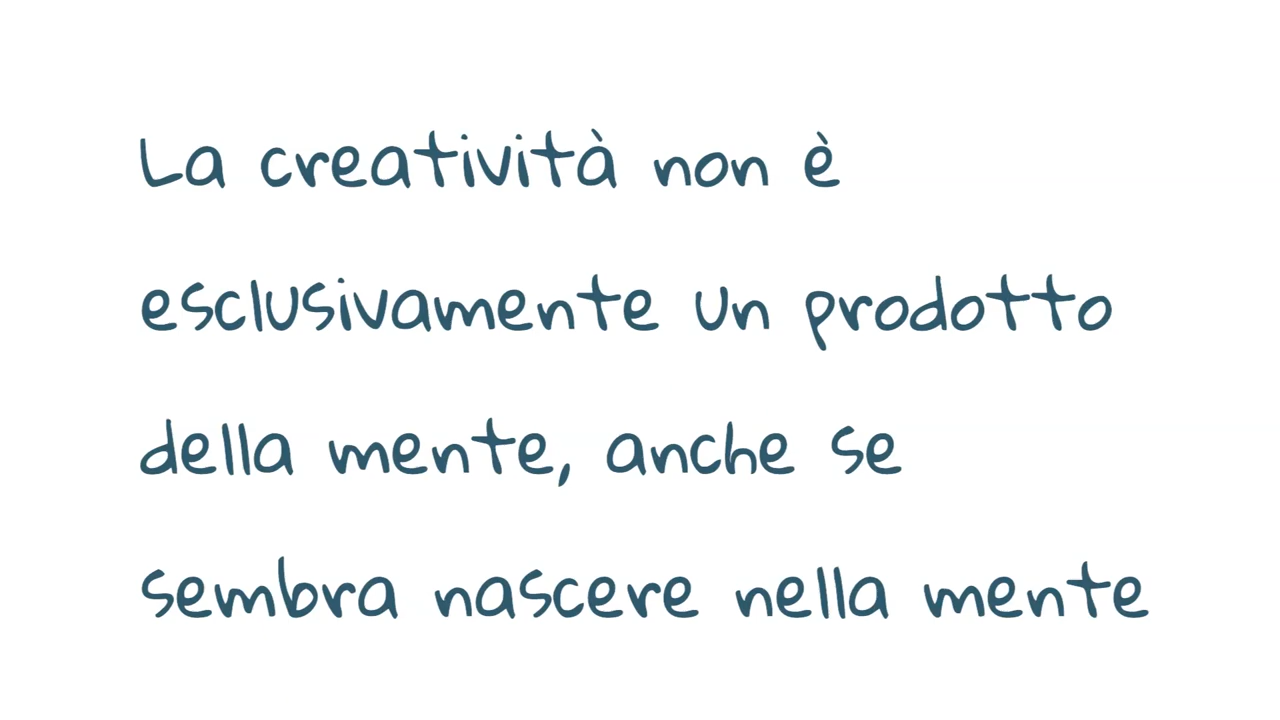 La creatività non è
esclusivamente un prodotto
della mente, anche se
sembra nascere nella mente